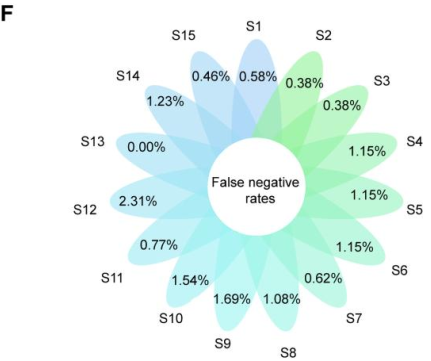 F
S1
0.58%
S2
0.38%
S3
0.38%
S4
1.15%
S5
1.15%
S6
1.15%
S7
0.62%
S8
1.08%
S9
1.69%
S10
1.54%
S11
0.77%
S12
2.31%
S13
0.00%
S14
1.23%
S15
0.46%
False negative
rates